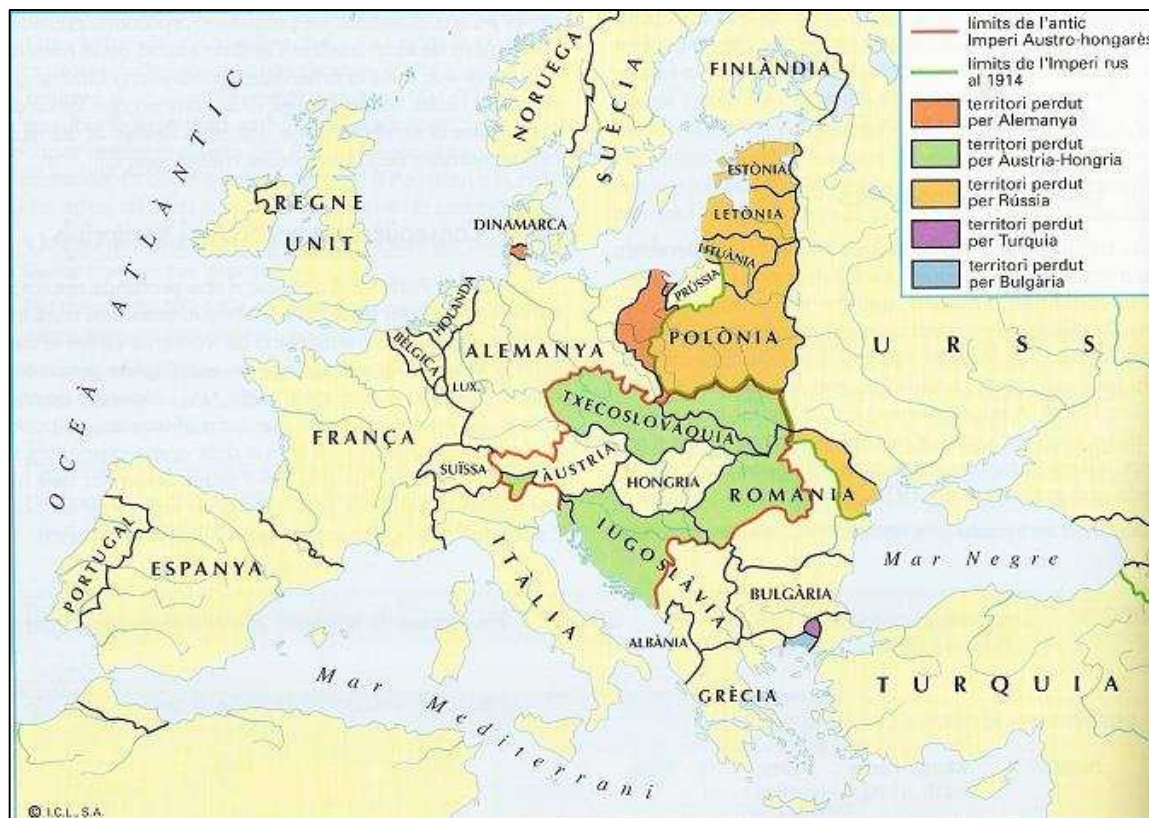 límits de l'antic
Imperi Austro-hongarès
límits de l'Imperi rus
al 1914
territori perdut
per Alemanya
territori perdut
per Àustria-Hongria
territori perdut
per Rússia
territori perdut
per Turquia
territori perdut
per Bulgària
OCEÀ ATLÀNTIC
NORUEGA
SUÈCIA
FINLÀNDIA
ESTÒNIA
LETÒNIA
LITUÀNIA
PRÚSSIA
REGNE
UNIT
DINAMARCA
HOLANDA
BÈLGICA
LUX.
ALEMANYA
POLÒNIA
URSS
TXECOSLOVÀQUIA
FRANÇA
SUÏSSA
ÀUSTRIA
HONGRIA
ROMANIA
IUGOSLÀVIA
ITÀLIA
PORTUGAL
ESPANYA
Mar Negre
BULGÀRIA
ALBÀNIA
GRÈCIA
TURQUIA
Mar Mediterrani
© I.C.L., S.A.